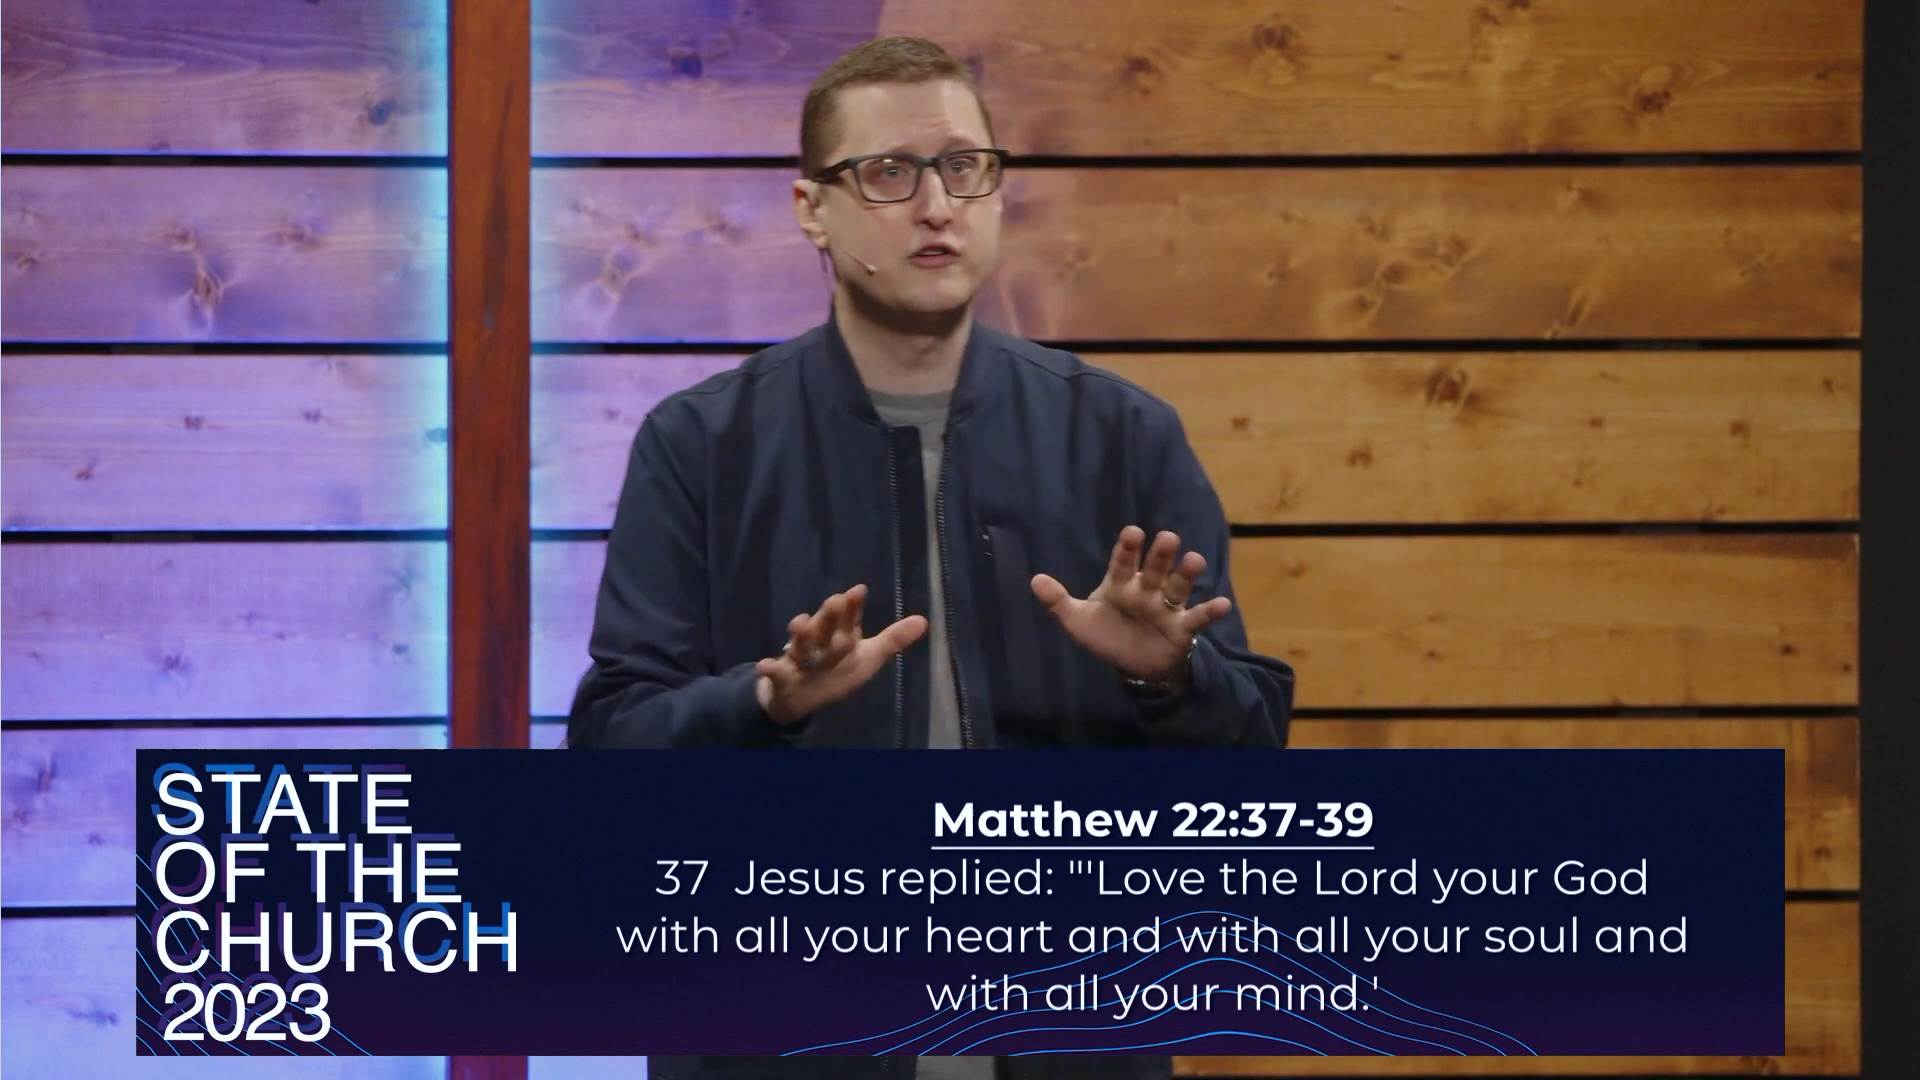 STATE
OF THE
CHURCH
2023
Matthew 22:37-39
37 Jesus replied: "'Love the Lord your God
with all your heart and with all your soul and
with all your mind.'